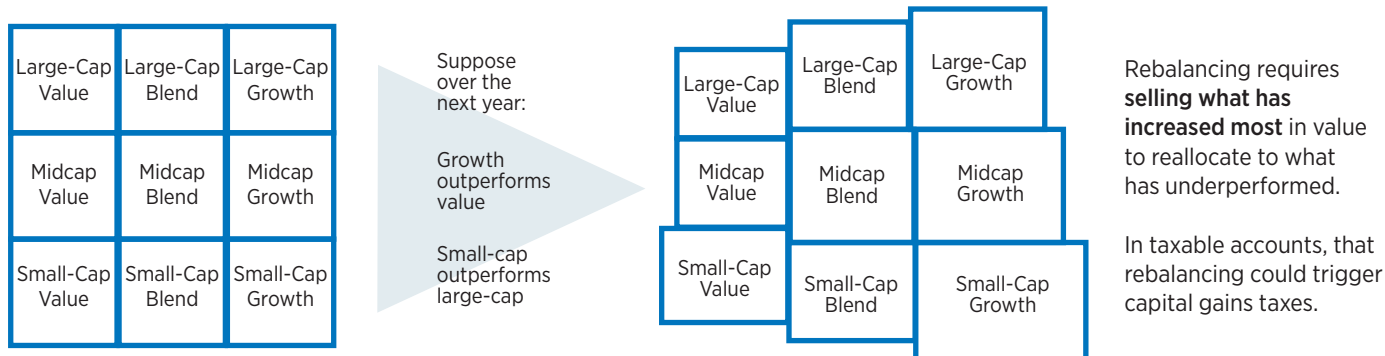 Large-Cap
Value
Large-Cap
Blend
Large-Cap
Growth
Midcap
Value
Midcap
Blend
Midcap
Growth
Small-Cap
Value
Small-Cap
Blend
Small-Cap
Growth
Suppose
over the
next year:
Growth
outperforms
value
Small-cap
outperforms
large-cap
Large-Cap
Value
Large-Cap
Blend
Large-Cap
Growth
Midcap
Value
Midcap
Blend
Midcap
Growth
Small-Cap
Value
Small-Cap
Blend
Small-Cap
Growth
Rebalancing requires
selling what has
increased most in value
to reallocate to what
has underperformed.
In taxable accounts, that
rebalancing could trigger
capital gains taxes.